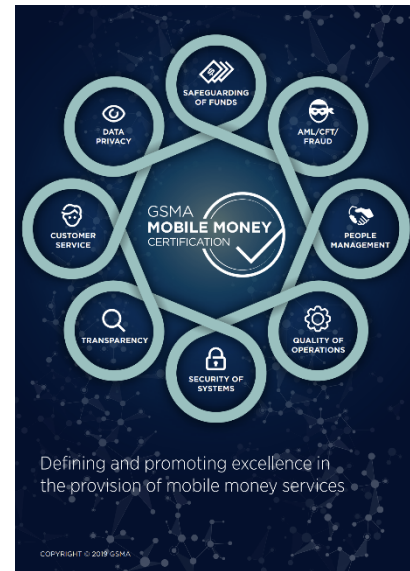 SAFEGUARDING
OF FUNDS
AML/CFT/
FRAUD
PEOPLE
MANAGEMENT
QUALITY OF
OPERATIONS
SECURITY OF
SYSTEMS
TRANSPARENCY
CUSTOMER
SERVICE
DATA
PRIVACY
GSMA
MOBILE MONEY
CERTIFICATION
Defining and promoting excellence in
the provision of mobile money services
COPYRIGHT © 2019 GSMA